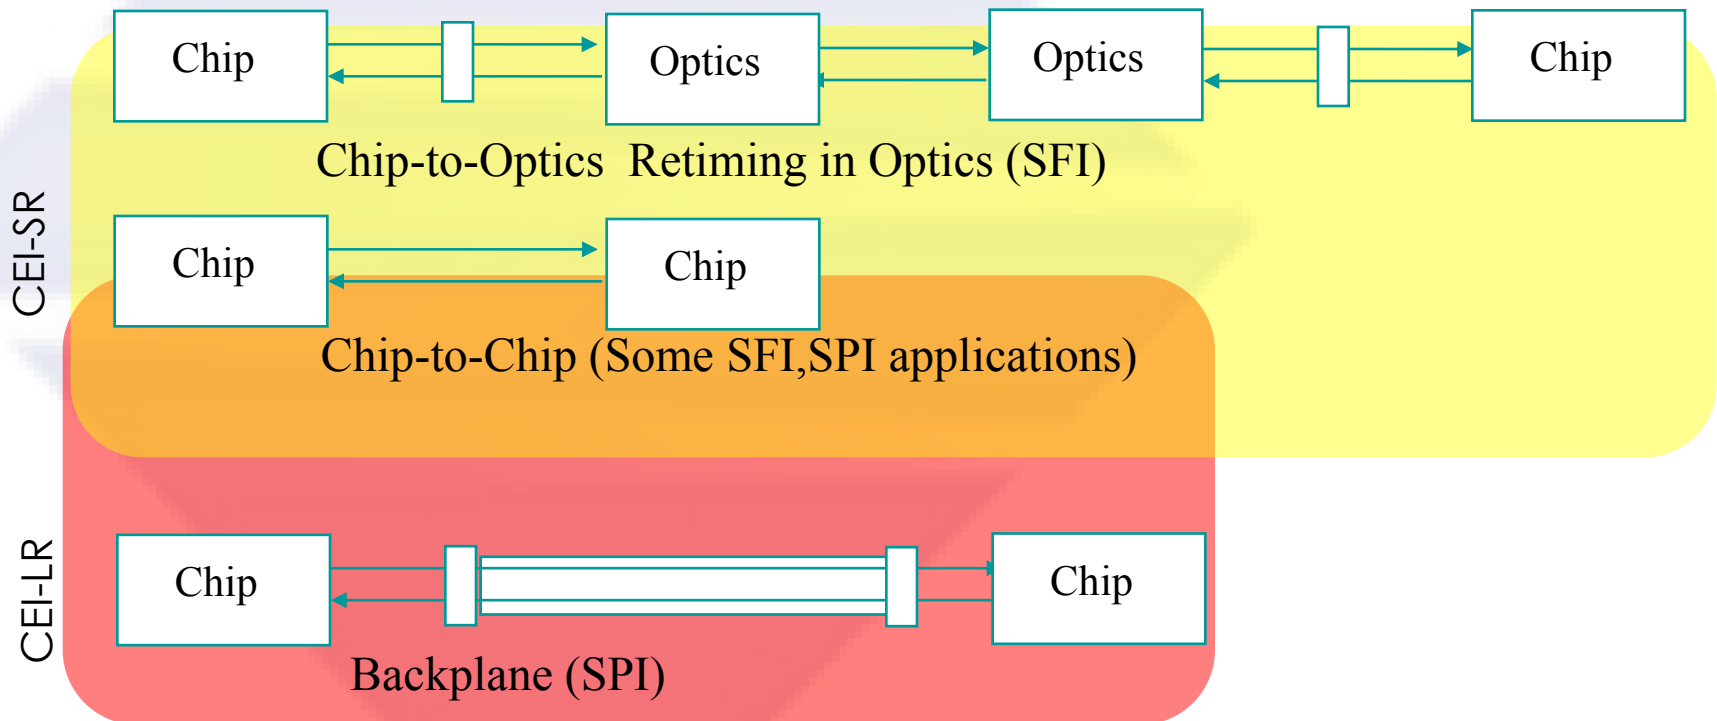 Chip
Optics
Optics
Chip
Chip-to-Optics  Retiming in Optics (SFI)
CEI-SR
Chip
Chip
Chip-to-Chip (Some SFI,SPI applications)
CEI-LR
Chip
Chip
Backplane (SPI)